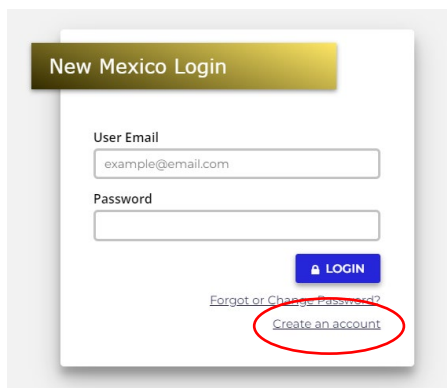 New Mexico Login
User Email
example@email.com
Password
LOGIN
Forgot or Change Password?
Create an account